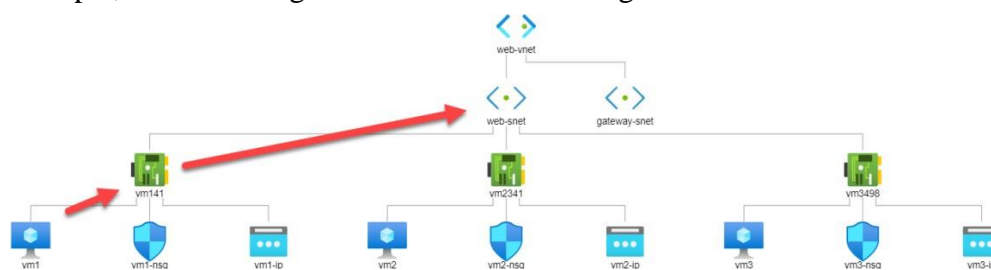 web-vnet
web-snet gateway-snet
vm141 vm2341 vm3498
vm1 vm1-nsg vm1-ip vm2 vm2-nsg vm2-ip vm3 vm3-nsg